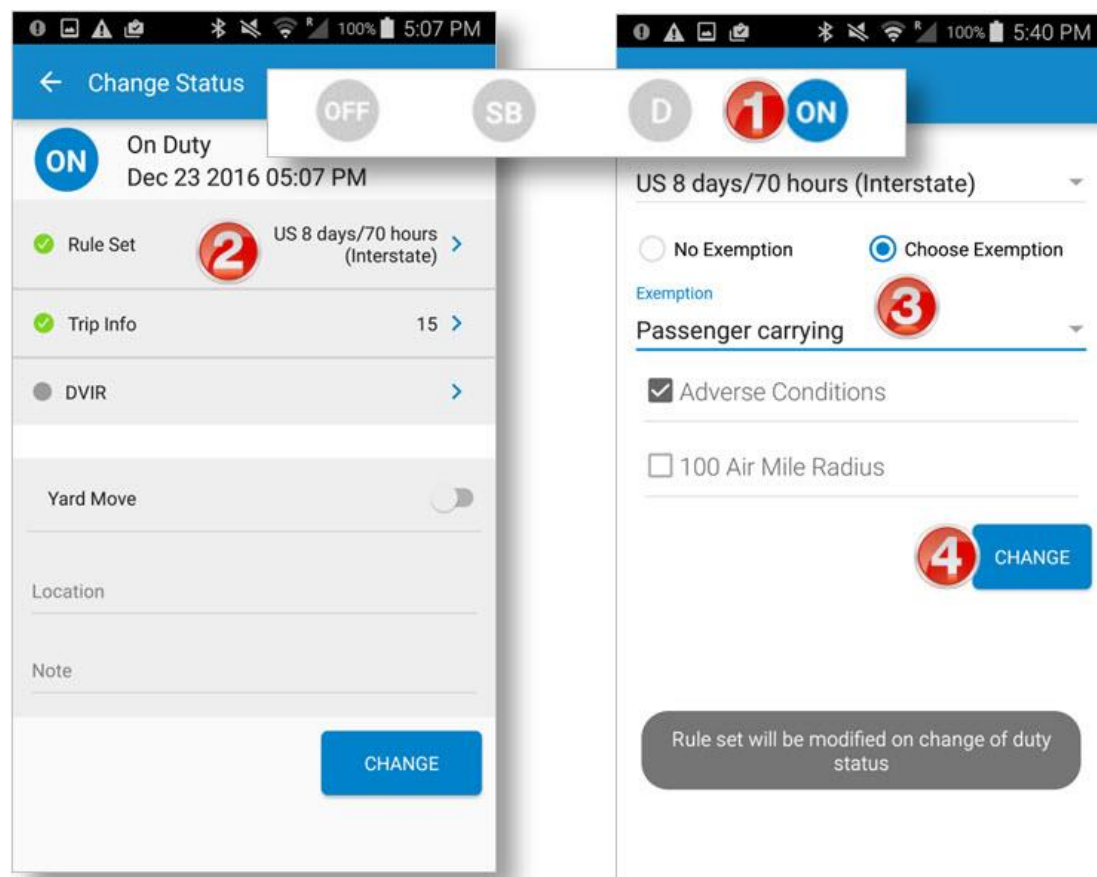 100% 5:07 PM
Change Status
OFF SB D 1 ON
ON
On Duty
Dec 23 2016 05:07 PM
Rule Set
2
US 8 days/70 hours
(Interstate)
Trip Info 15
DVIR
Yard Move
Location
Note
CHANGE
R 100% 5:40 PM
US 8 days/70 hours (Interstate)
No Exemption Choose Exemption
Exemption
3
Passenger carrying
Adverse Conditions
100 Air Mile Radius
4 CHANGE
Rule set will be modified on change of duty
status